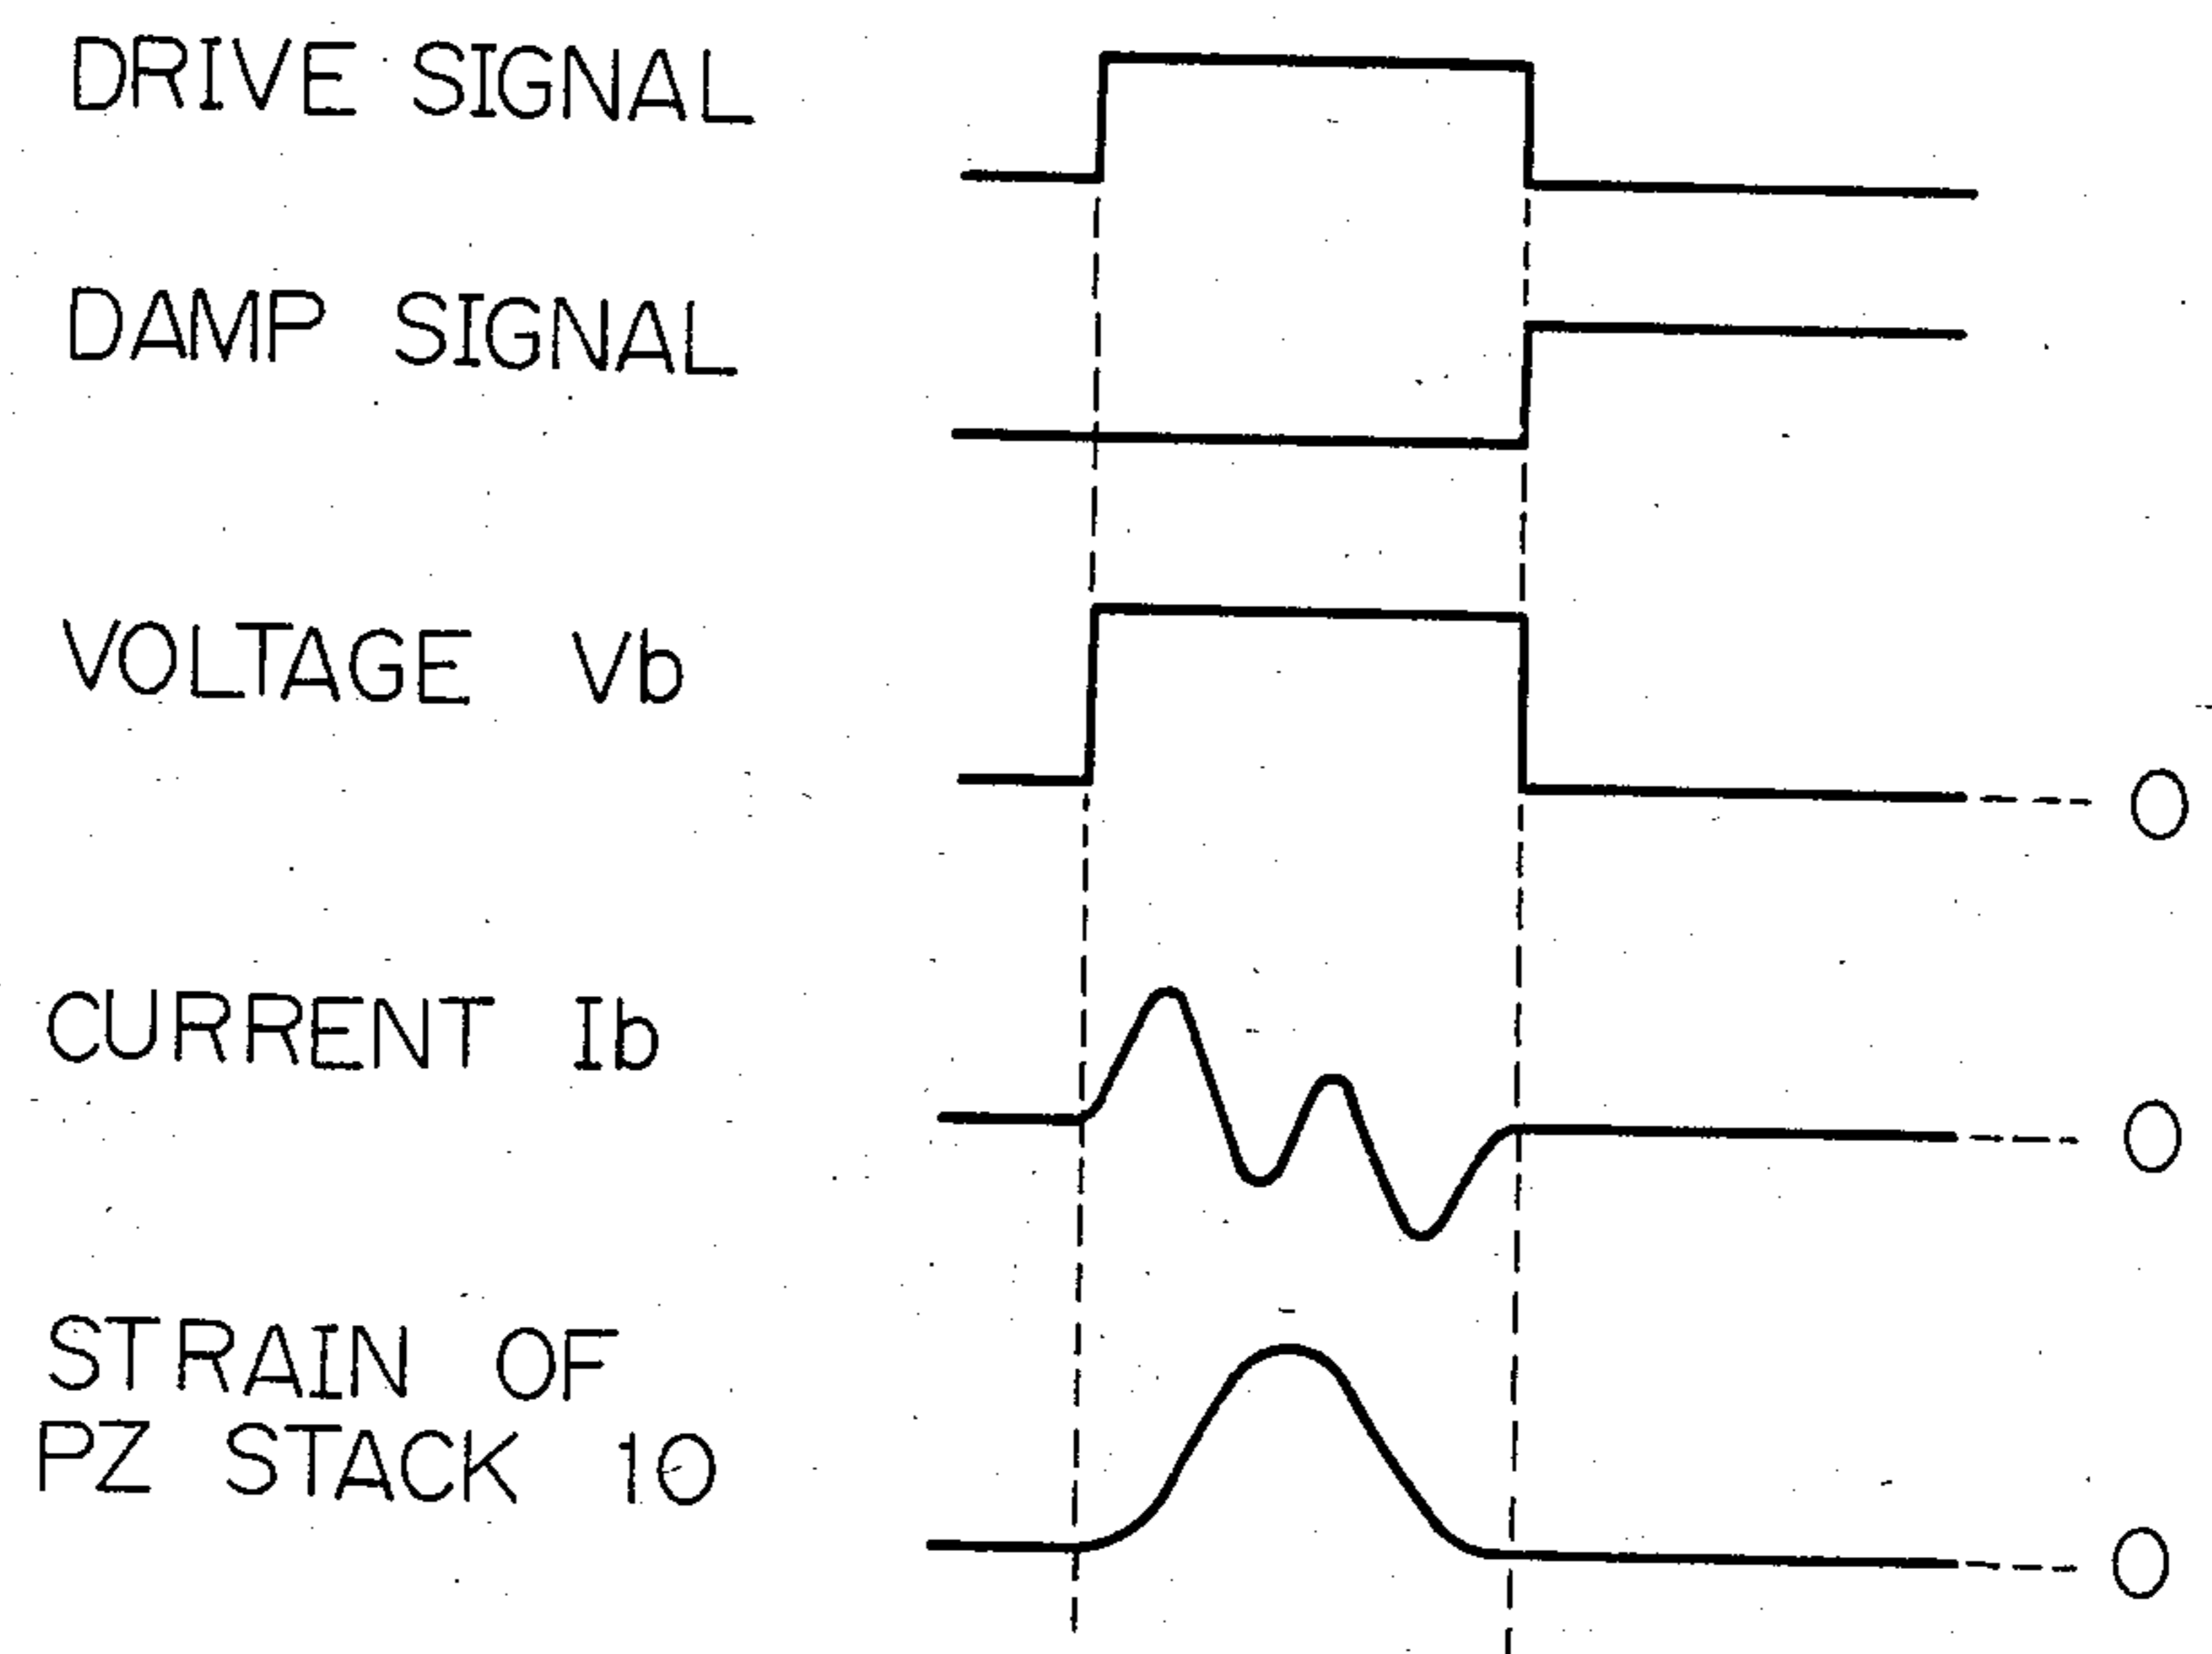 DRIVE SIGNAL
DAMP SIGNAL
VOLTAGE Vb
0
CURRENT Ib
0
STRAIN OF
PZ STACK 10
0